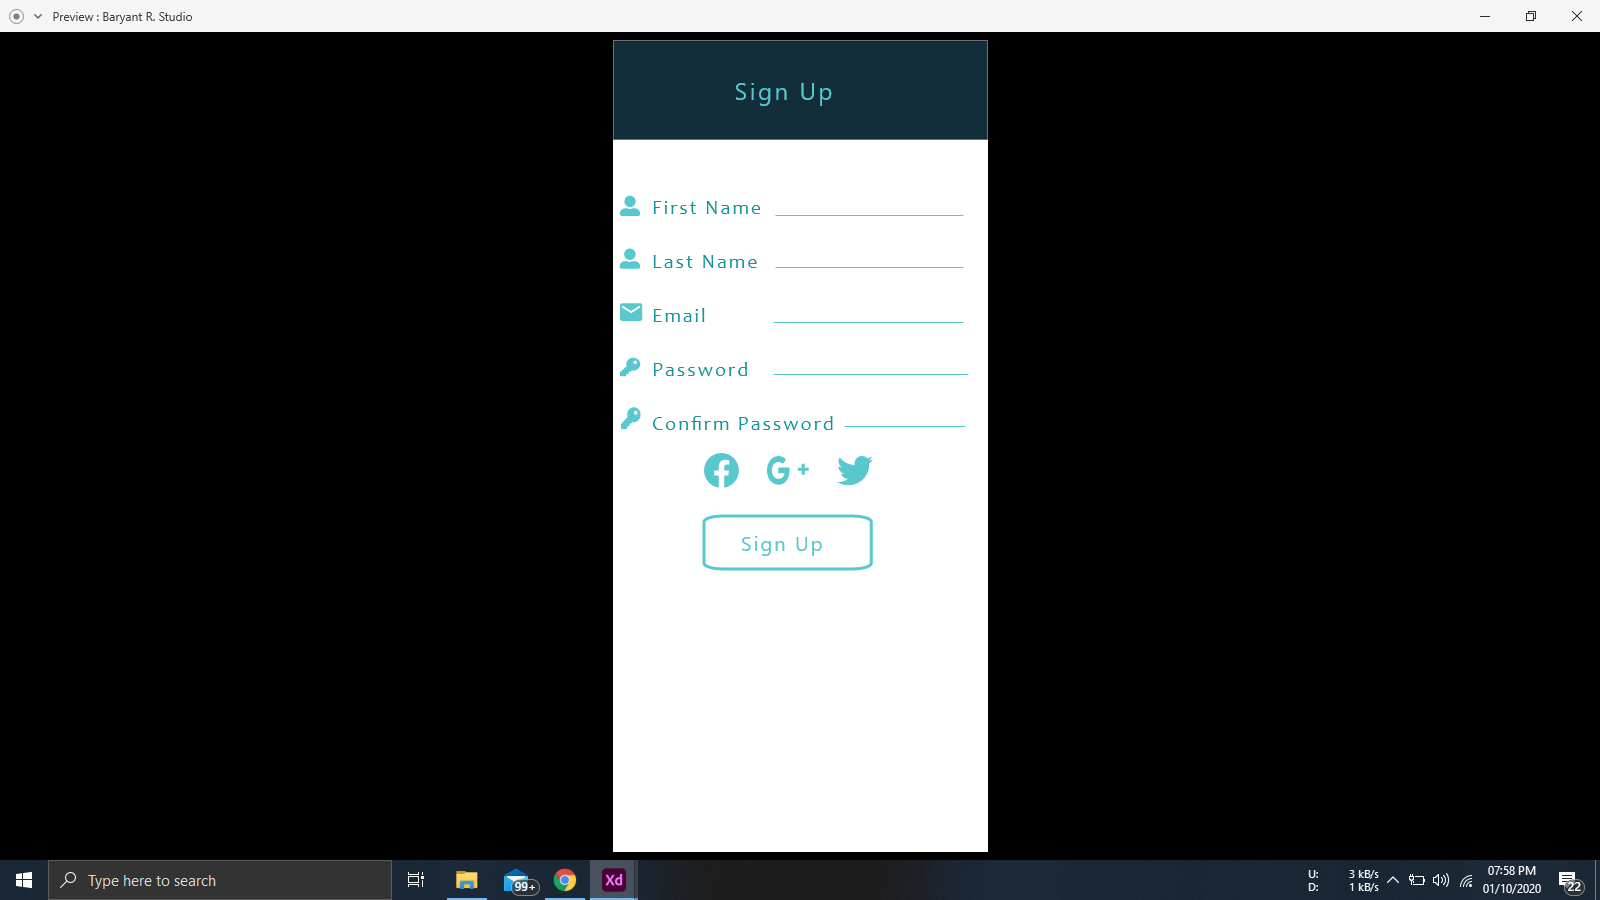 Preview : Baryant R. Studio
Sign Up
First Name
Last Name
Email
Password
Confirm Password
G+
Sign Up
Type here to search
99+
Xd
U: 3 kB/s
D: 1 kB/s
07:58 PM
01/10/2020
22